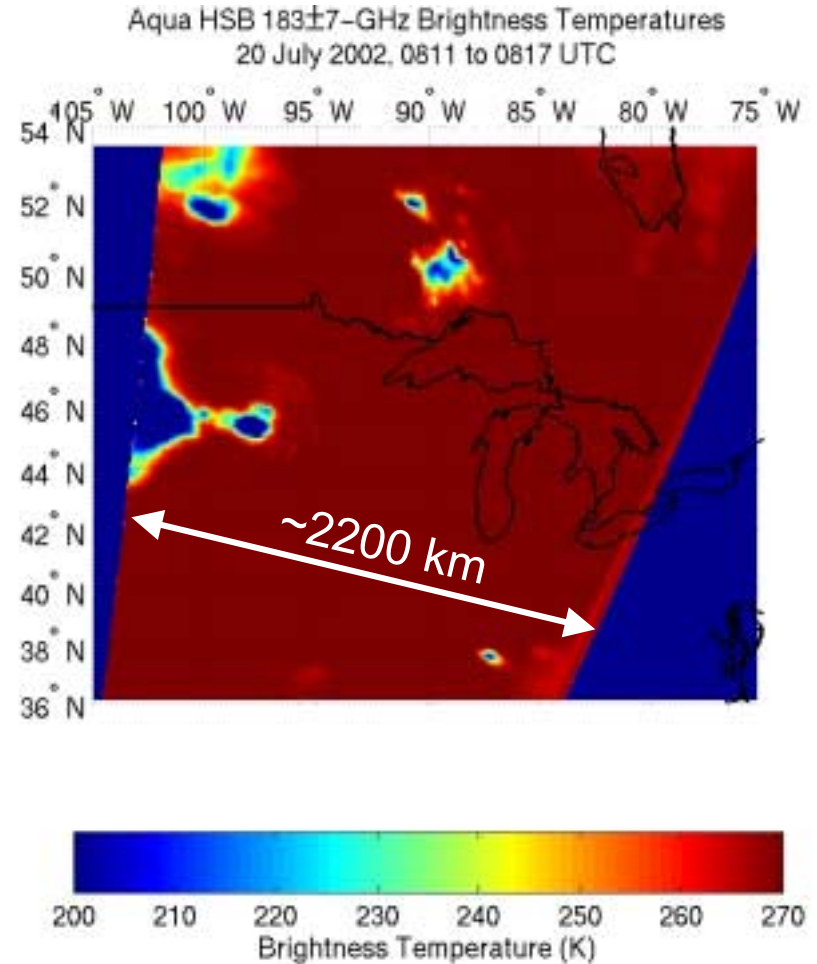 Aqua HSB 183±7-GHz Brightness Temperatures
20 July 2002, 0811 to 0817 UTC
105° W 100° W 95° W 90° W 85° W 80° W 75° W
54° N
52° N
50° N
48° N
46° N
44° N
42° N
40° N
38° N
36° N
~2200 km
200 210 220 230 240 250 260 270
Brightness Temperature (K)